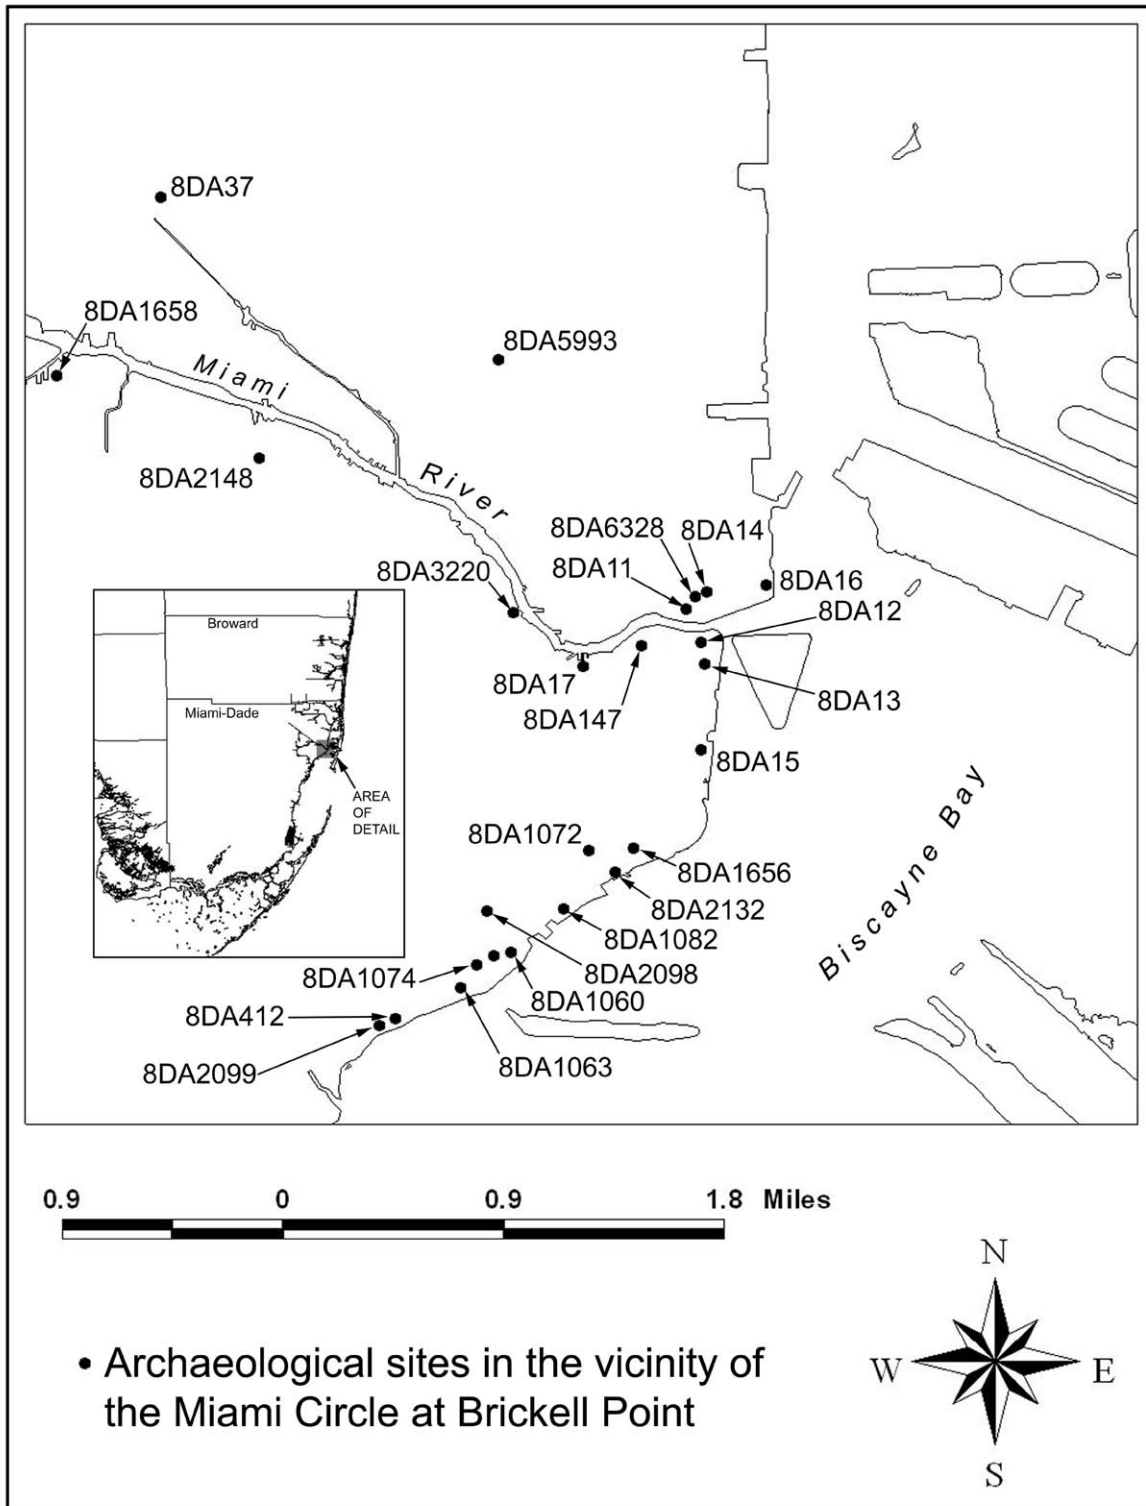 8DA37
8DA1658
8DA5993
Miami
River
8DA2148
8DA6328
8DA14
8DA11
8DA3220
8DA16
8DA12
8DA17
8DA147
8DA13
8DA15
Broward
Miami-Dade
AREA
OF
DETAIL
Biscayne Bay
8DA1072
8DA1656
8DA2132
8DA1082
8DA2098
8DA1074
8DA1060
8DA412
8DA2099
8DA1063
0.9 0 0.9 1.8 Miles
N
W E
S
Archaeological sites in the vicinity of
the Miami Circle at Brickell Point